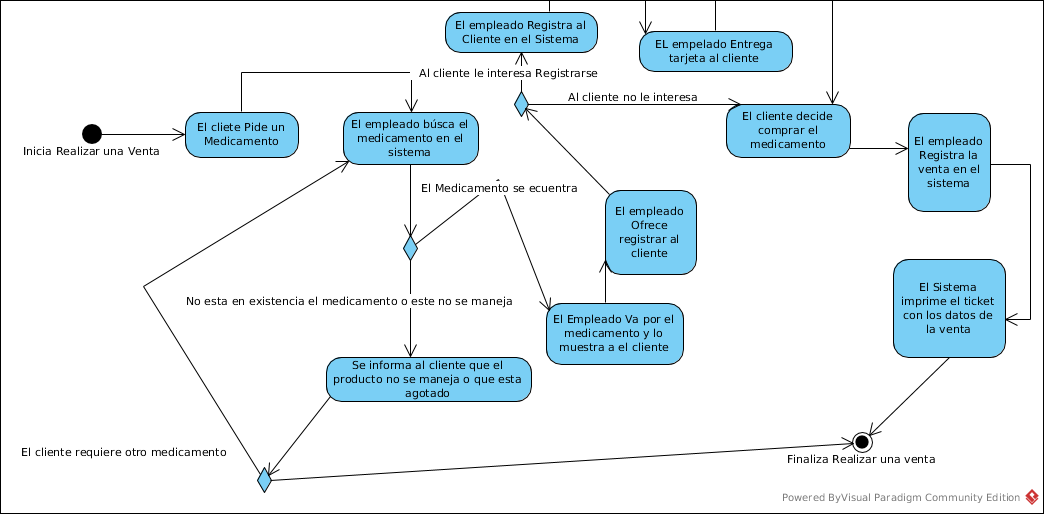 El empleado Registra al
Cliente en el Sistema
EL empelado Entrega
tarjeta al cliente
Al cliente le interesa Registrarse
Al cliente no le interesa
El cliete Pide un
Medicamento
Inicia Realizar una Venta
El empleado búsca el
medicamento en el
sistema
El cliente decide
comprar el
medicamento
El empleado
Registra la
venta en el
sistema
El Medicamento se ecuentra
El empleado
Ofrece
registrar al
cliente
No esta en existencia el medicamento o este no se maneja
El Empleado Va por el
medicamento y lo
muestra a el cliente
El Sistema
imprime el ticket
con los datos de
la venta
Se informa al cliente que el
producto no se maneja o que esta
agotado
El cliente requiere otro medicamento
Finaliza Realizar una venta
Powered ByVisual Paradigm Community Edition